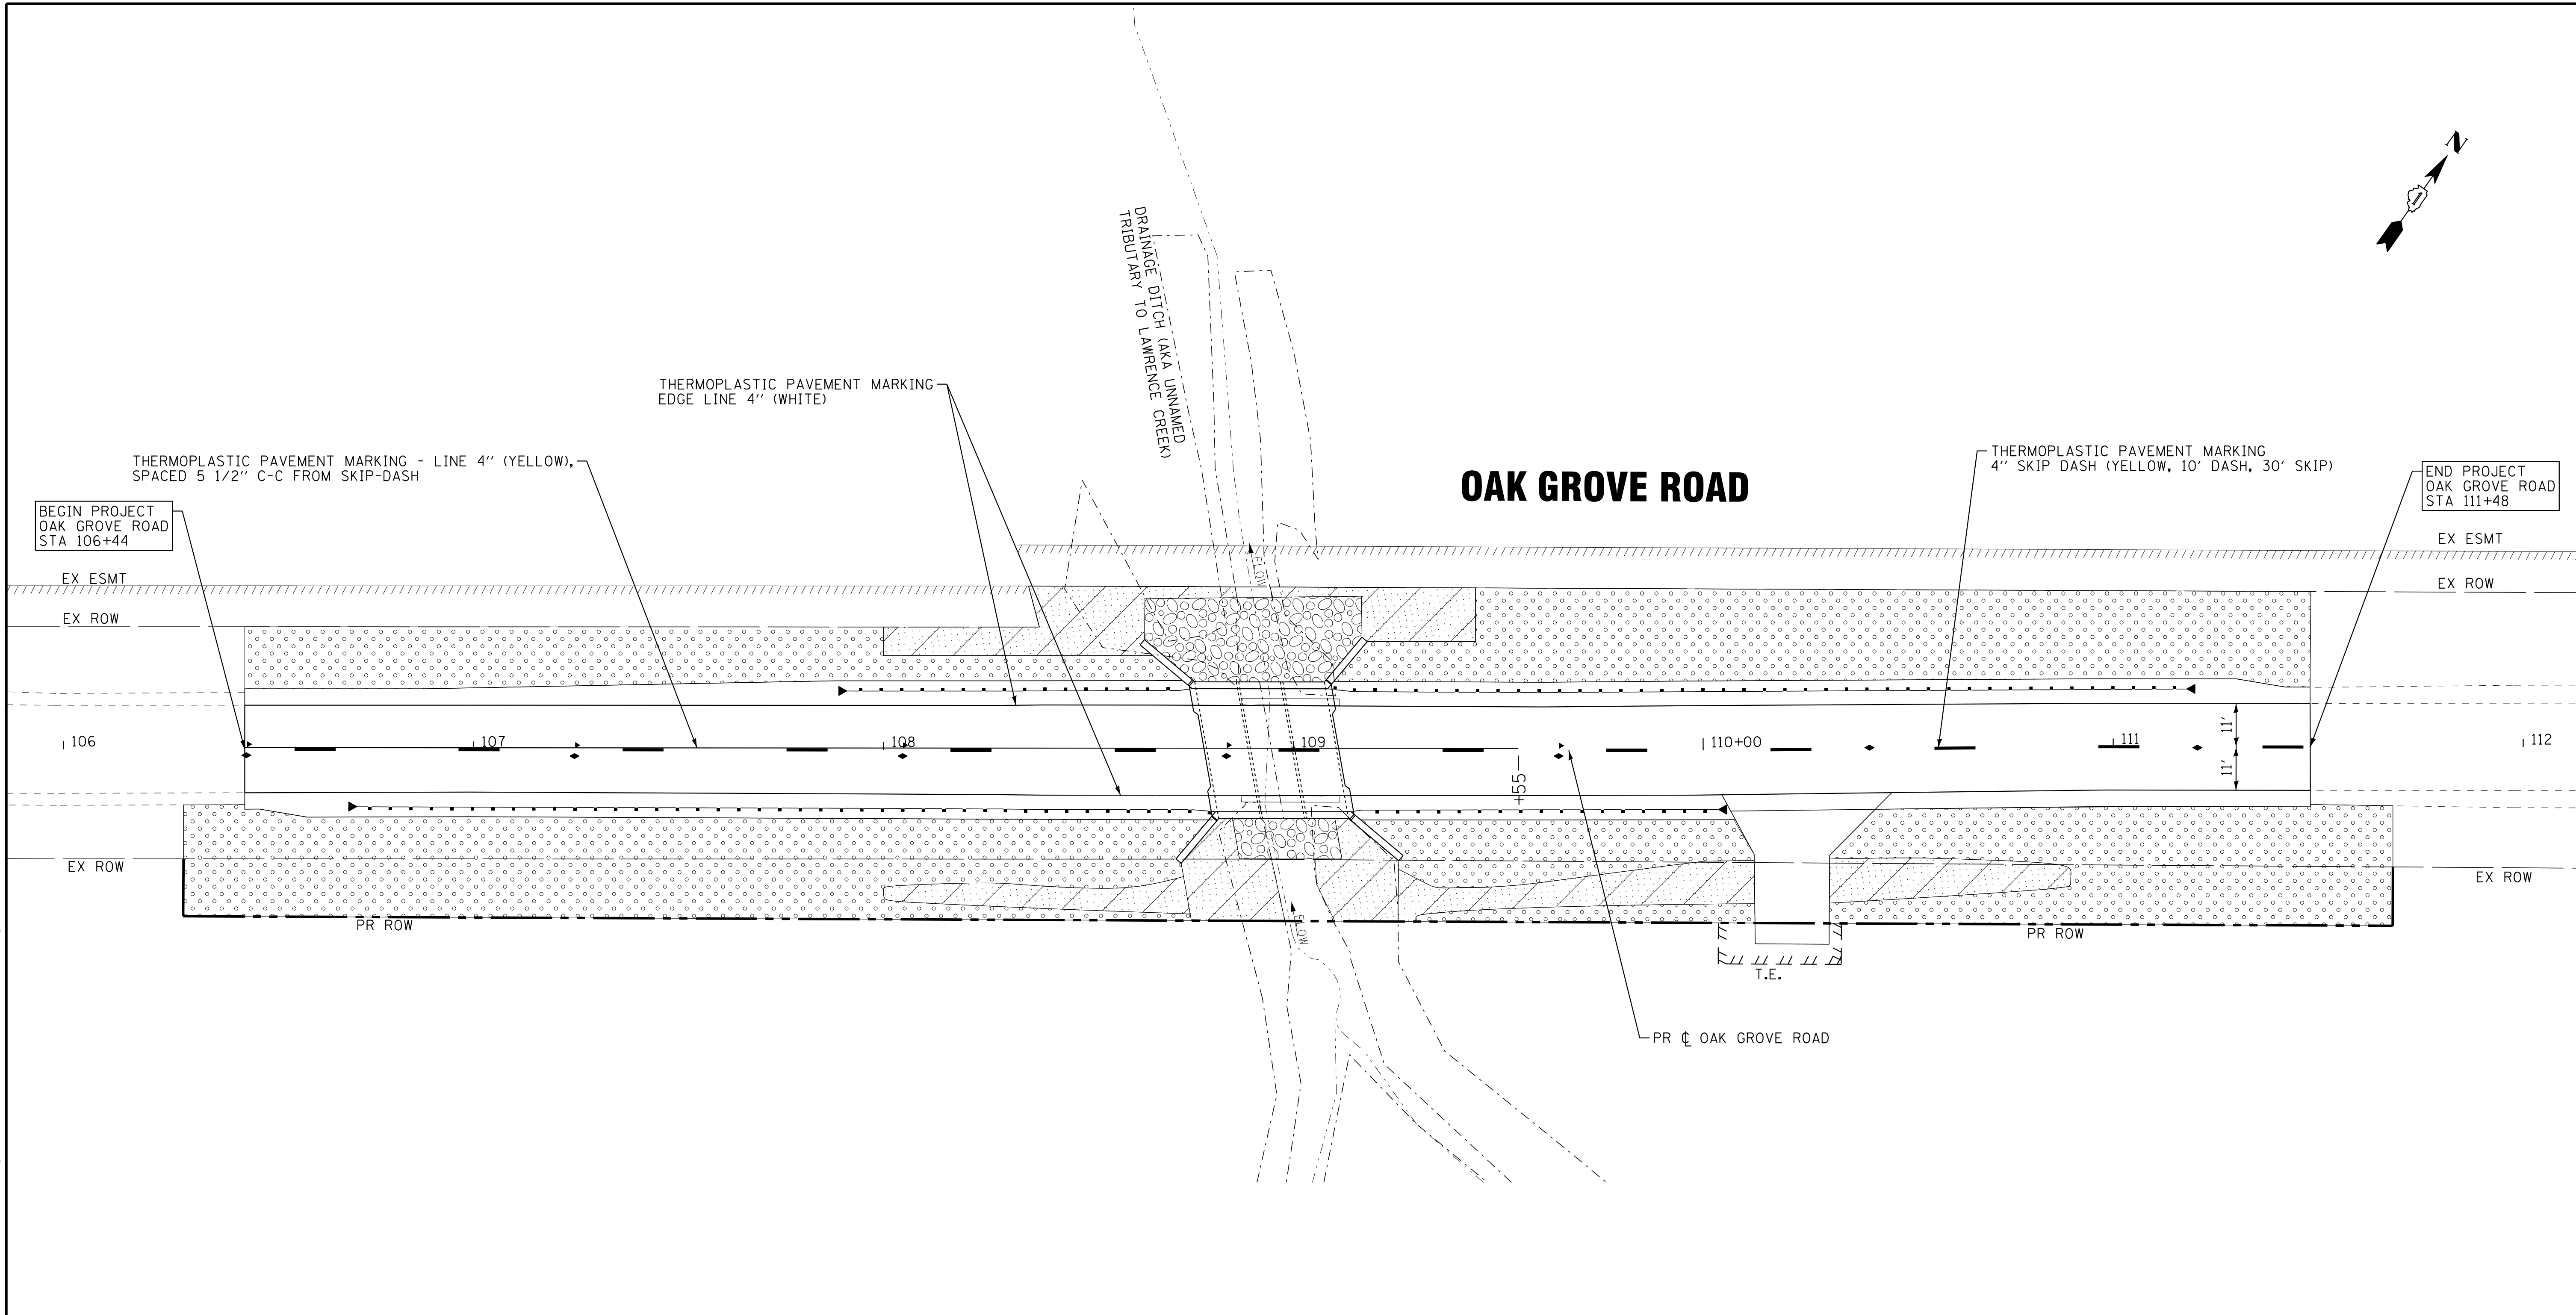 N
DRAINAGE DITCH (AKA UNNAMED
TRIBUTARY TO LAWRENCE CREEK)
THERMOPLASTIC PAVEMENT MARKING
EDGE LINE 4'' (WHITE)
THERMOPLASTIC PAVEMENT MARKING - LINE 4'' (YELLOW),
SPACED 5 1/2'' C-C FROM SKIP-DASH
OAK GROVE ROAD
THERMOPLASTIC PAVEMENT MARKING
4'' SKIP DASH (YELLOW, 10' DASH, 30' SKIP)
BEGIN PROJECT
OAK GROVE ROAD
STA 106+44
END PROJECT
OAK GROVE ROAD
STA 111+48
EX ESMT
EX ESMT
EX ROW
EX ROW
FLOW
106
107
108
109
110+00
111
112
11'
11'
+55
EX ROW
EX ROW
PR ROW
FLOW
PR ROW
T.E.
PR ℄ OAK GROVE ROAD